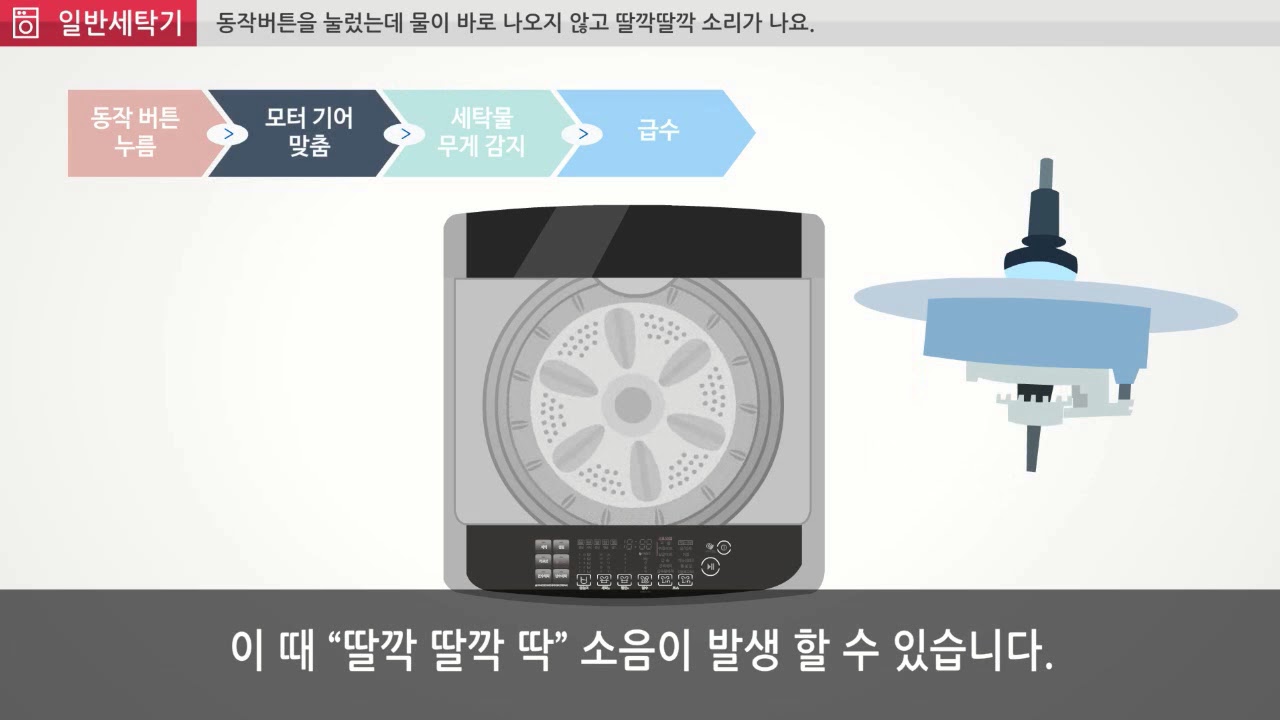 일반세탁기
동작버튼을 눌렀는데 물이 바로 나오지 않고 딸깍딸깍 소리가 나요.
동작 버튼
누름
>
모터 기어
맞춤
>
세탁물
무게 감지
>
급수
이 때 “딸깍 딸깍 딱” 소음이 발생 할 수 있습니다.